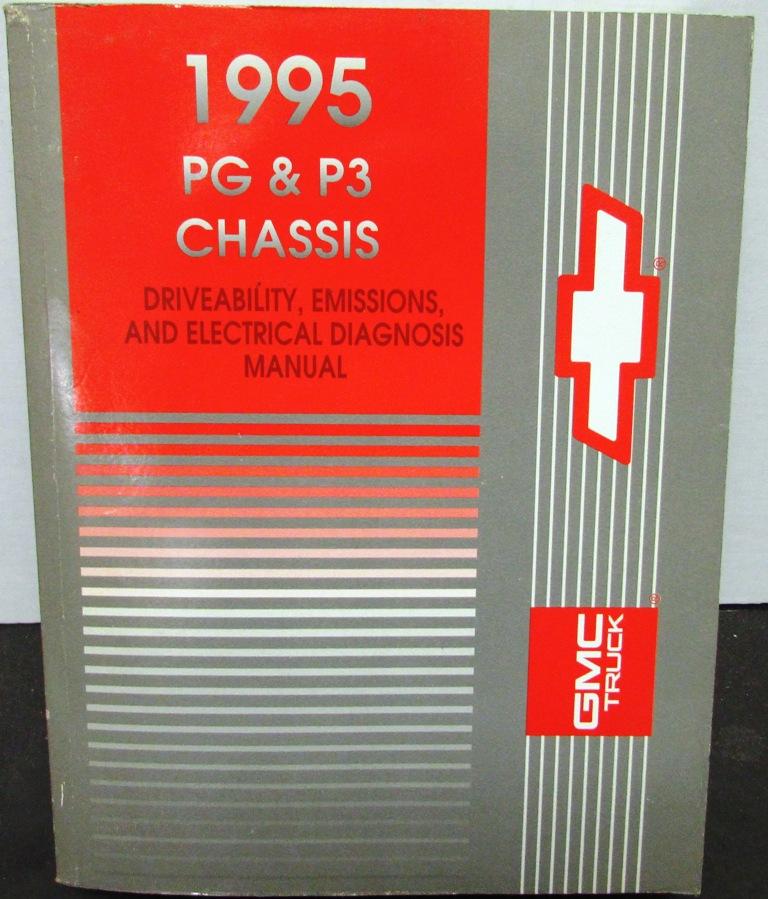 1995
PG & P3
CHASSIS
DRIVEABILITY, EMISSIONS,
AND ELECTRICAL DIAGNOSIS
MANUAL
®
®
GMC
TRUCK